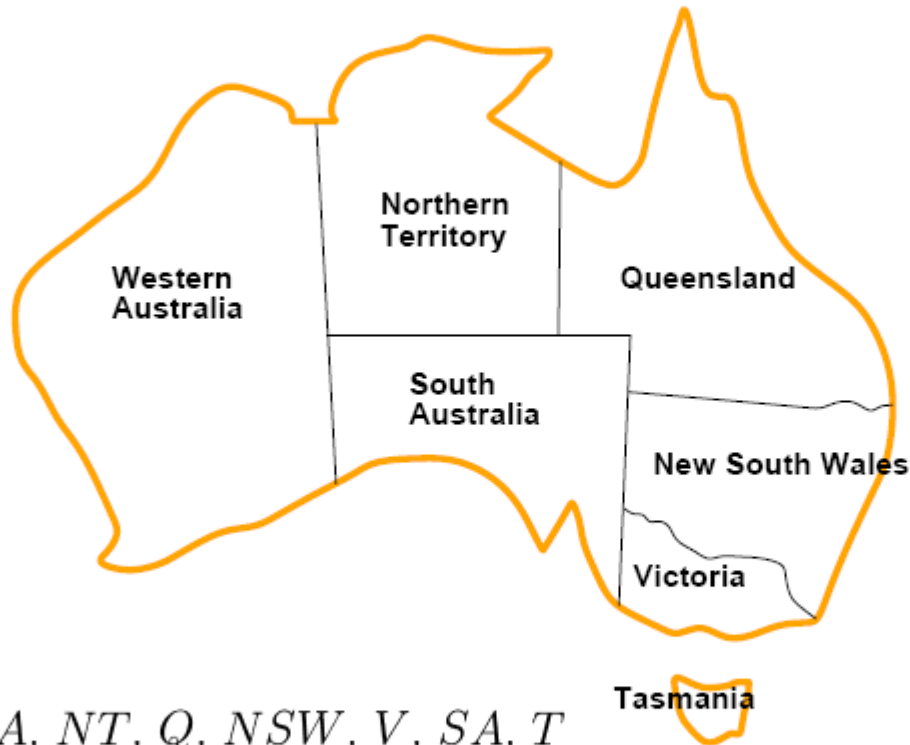 Northern
Territory
Western
Australia
Queensland
South
Australia
New South Wales
Victoria
Tasmania
A, NT, Q, NSW, V, SA, T